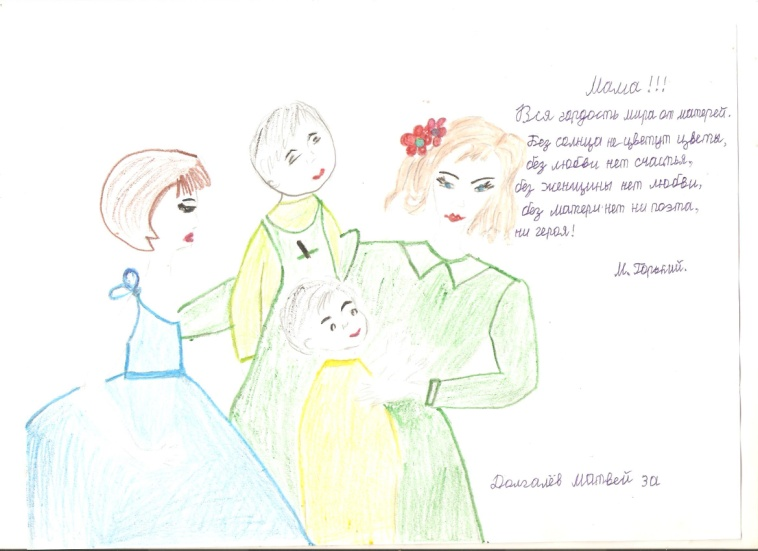 Мама!!!
Вся гордость мира от матерей.
Без солнца не цветут цветы,
без любви нет счастья,
без женщины нет любви,
без матери нет ни поэта,
ни героя!
М. Горький.
Долгалёв Матвей 3а